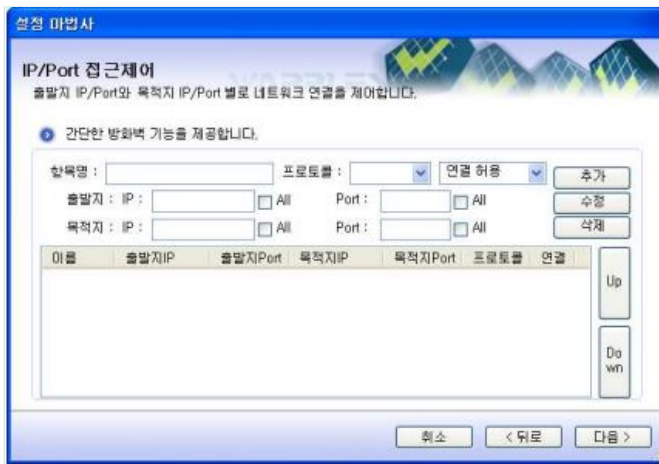 설정 마법사
IP/Port 접근제어
출발지 IP/Port와 목적지 IP/Port 별로 네트워크 연결을 제어합니다.
간단한 방화벽 기능을 제공합니다.
항목명 : 프로토콜 : 연결 허용 추가
출발지 : IP : All Port : All 수정
목적지 : IP : All Port : All 삭제
이름 출발지IP 출발지Port 목적지IP 목적지Port 프로토콜 연결
Up
Do
wn
취소 < 뒤로 다음 >